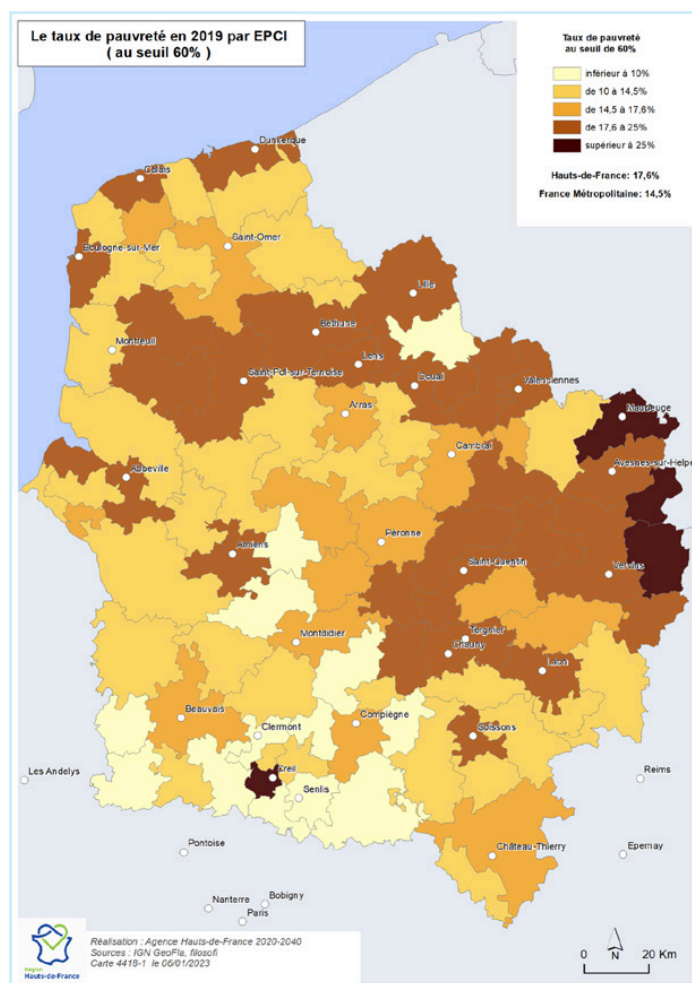 Le taux de pauvreté en 2019 par EPCI
( au seuil 60% )
Taux de pauvreté
au seuil de 60%
inférieur à 10%
de 10 à 14,5%
de 14,5 à 17,6%
de 17,6 à 25%
supérieur à 25%
Hauts-de-France: 17,6%
France Métropolitaine: 14,5%
Dunkerque
Calais
Saint-Omer
Boulogne-sur-Mer
Lille
Béthune
Montreuil
Lens
Saint-Pol-sur-Ternoise
Douai
Valenciennes
Arras
Maubeuge
Cambrai
Avesnes-sur-Helpe
Abbeville
Péronne
Amiens
Saint-Quentin
Vervins
Montdidier
Tergnier
Chauny
Laon
Beauvais
Compiègne
Clermont
Soissons
Les Andelys
Creil
Reims
Senlis
Pontoise
Château-Thierry
Epernay
Bobigny
Nanterre
Paris
Région
Hauts-de-France
Réalisation : Agence Hauts-de-France 2020-2040
Sources : IGN GeoFla, filosofi
Carte 4418-1 le 06/01/2023
N
0 20 Km